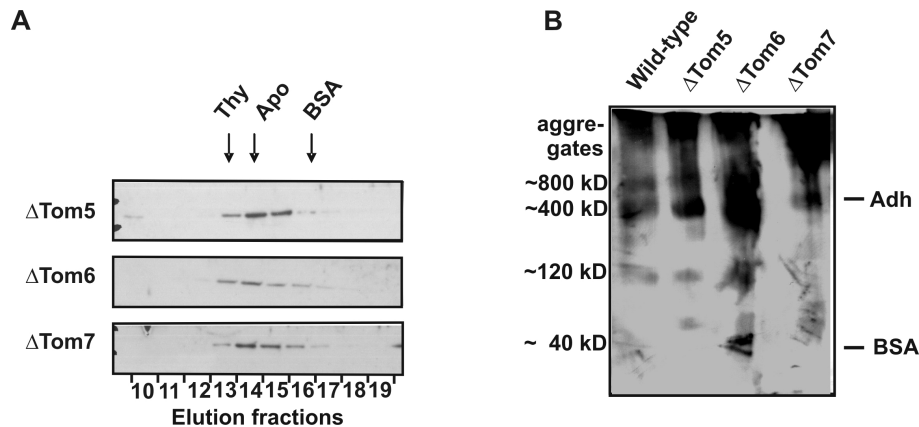 A
Thy
Apo
BSA
ΔTom5
ΔTom6
ΔTom7
10 11 12 13 14 15 16 17 18 19
Elution fractions
B
Wild-type
ΔTom5
ΔTom6
ΔTom7
aggre-
gates
~800 kD
~400 kD
~120 kD
~ 40 kD
Adh
BSA